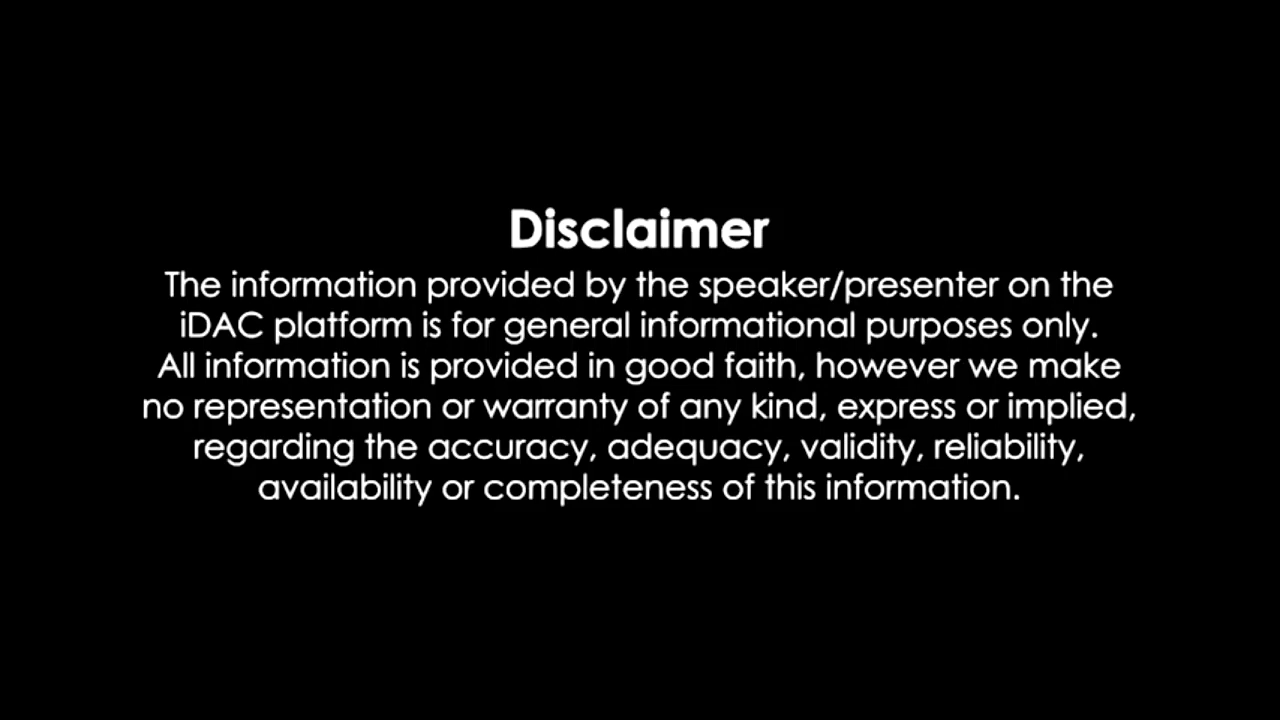 Disclaimer
The information provided by the speaker/presenter on the
iDAC platform is for general informational purposes only.
All information is provided in good faith, however we make
no representation or warranty of any kind, express or implied,
regarding the accuracy, adequacy, validity, reliability,
availability or completeness of this information.